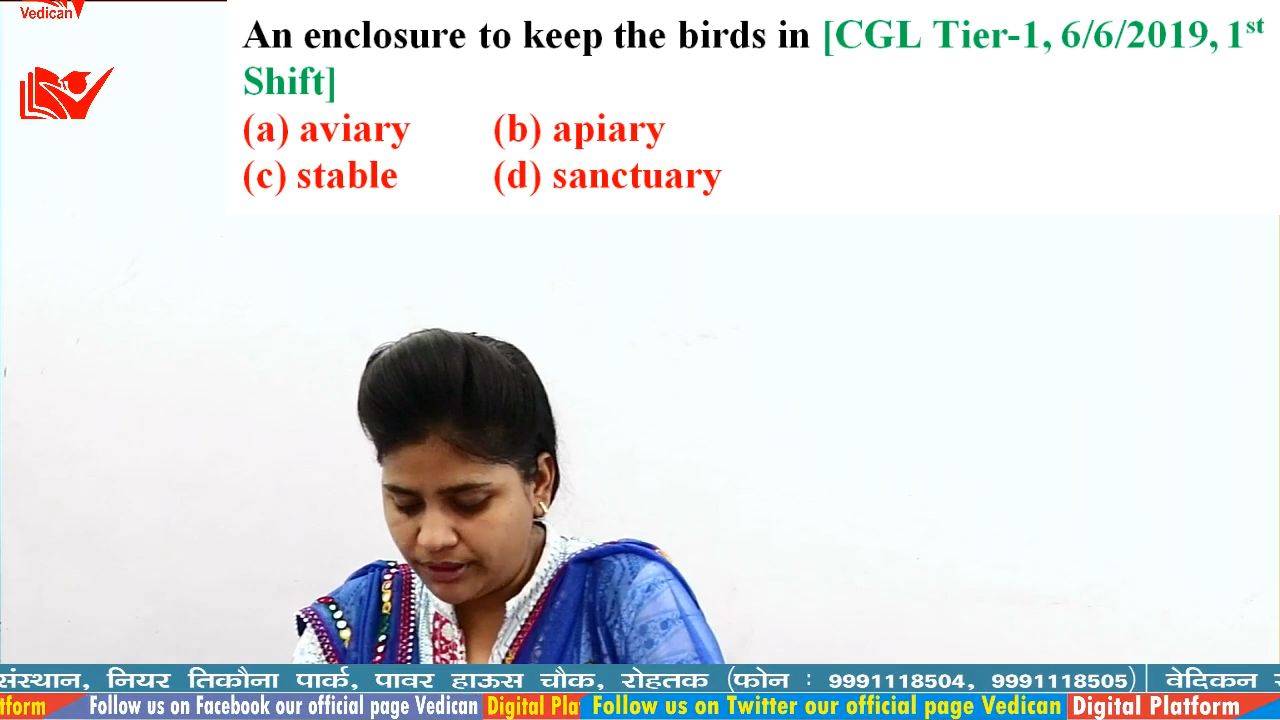 Vedican
An enclosure to keep the birds in [CGL Tier-1, 6/6/2019, 1st
Shift]
(a) aviary (b) apiary
(c) stable (d) sanctuary
संस्थान, नियर तिकौना पार्क, पावर हाऊस चौक, रोहतक (फोन : 9991118504, 9991118505) वेदिकन
tform Follow us on Facebook our official page Vedican Digital Pla Follow us on Twitter our official page Vedican Digital Platform